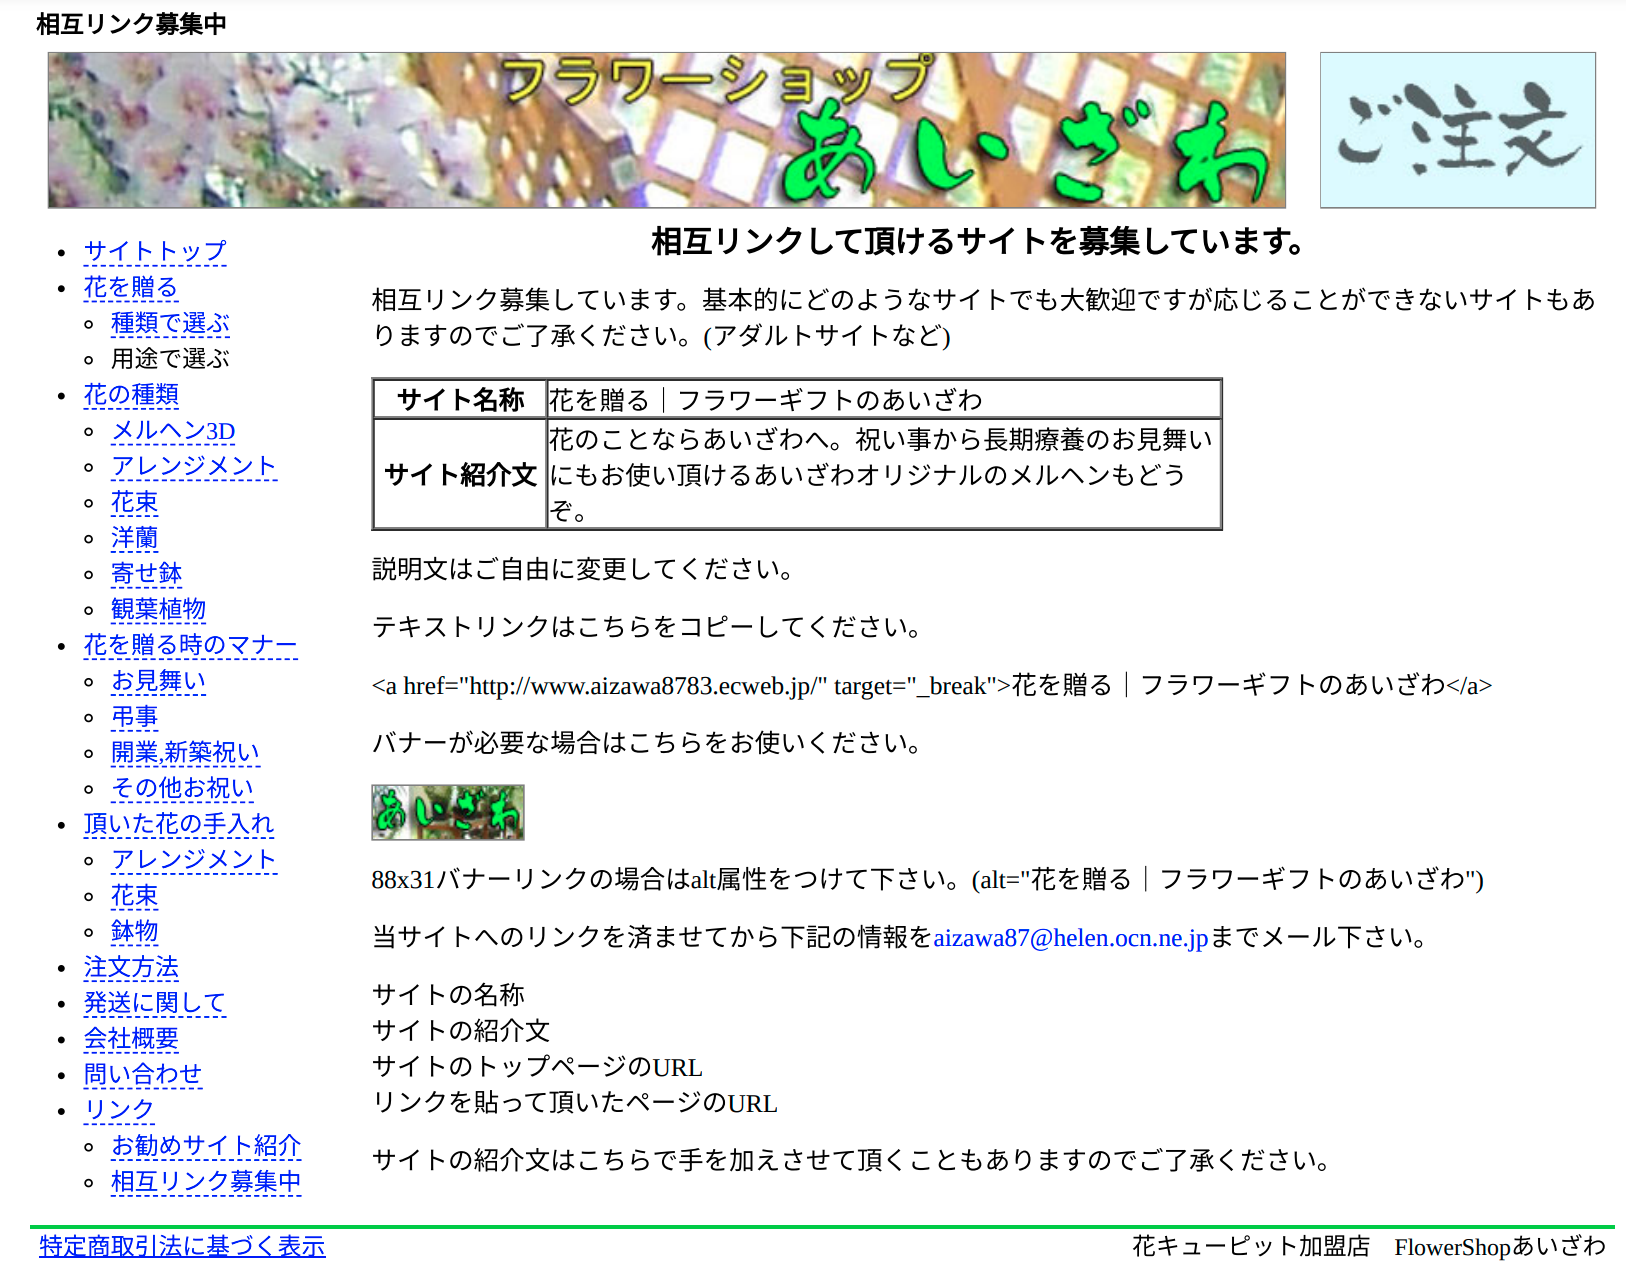 相互リンク募集中
フラワーショップ
あいざわ
ご注文
サイトトップ
花を贈る
種類で選ぶ
用途で選ぶ
花の種類
メルヘン3D
アレンジメント
花束
洋蘭
寄せ鉢
観葉植物
花を贈る時のマナー
お見舞い
弔事
開業,新築祝い
その他お祝い
頂いた花の手入れ
アレンジメント
花束
鉢物
注文方法
発送に関して
会社概要
問い合わせ
リンク
お勧めサイト紹介
相互リンク募集中
相互リンクして頂けるサイトを募集しています。
相互リンク募集しています。基本的にどのようなサイトでも大歓迎ですが応じることができないサイトもあ
りますのでご了承ください。(アダルトサイトなど)
サイト名称 花を贈る｜フラワーギフトのあいざわ
サイト紹介文 花のことならあいざわへ。祝い事から長期療養のお見舞い
にもお使い頂けるあいざわオリジナルのメルヘンもどう
ぞ。
説明文はご自由に変更してください。
テキストリンクはこちらをコピーしてください。
<a href="http://www.aizawa8783.ecweb.jp/" target="_break">花を贈る｜フラワーギフトのあいざわ</a>
バナーが必要な場合はこちらをお使いください。
あいざわ
88x31バナーリンクの場合はalt属性をつけて下さい。(alt="花を贈る｜フラワーギフトのあいざわ")
当サイトへのリンクを済ませてから下記の情報をaizawa87@helen.ocn.ne.jpまでメール下さい。
サイトの名称
サイトの紹介文
サイトのトップページのURL
リンクを貼って頂いたページのURL
サイトの紹介文はこちらで手を加えさせて頂くこともありますのでご了承ください。
特定商取引法に基づく表示
花キューピット加盟店　FlowerShopあいざわ